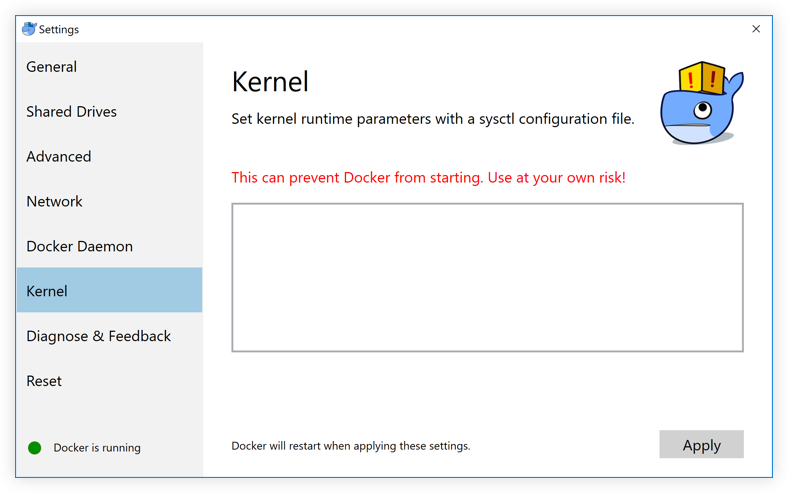 Settings
General
Shared Drives
Advanced
Network
Docker Daemon
Kernel
Diagnose & Feedback
Reset
Docker is running
Kernel
Set kernel runtime parameters with a sysctl configuration file.
! !
This can prevent Docker from starting. Use at your own risk!
Docker will restart when applying these settings.
Apply